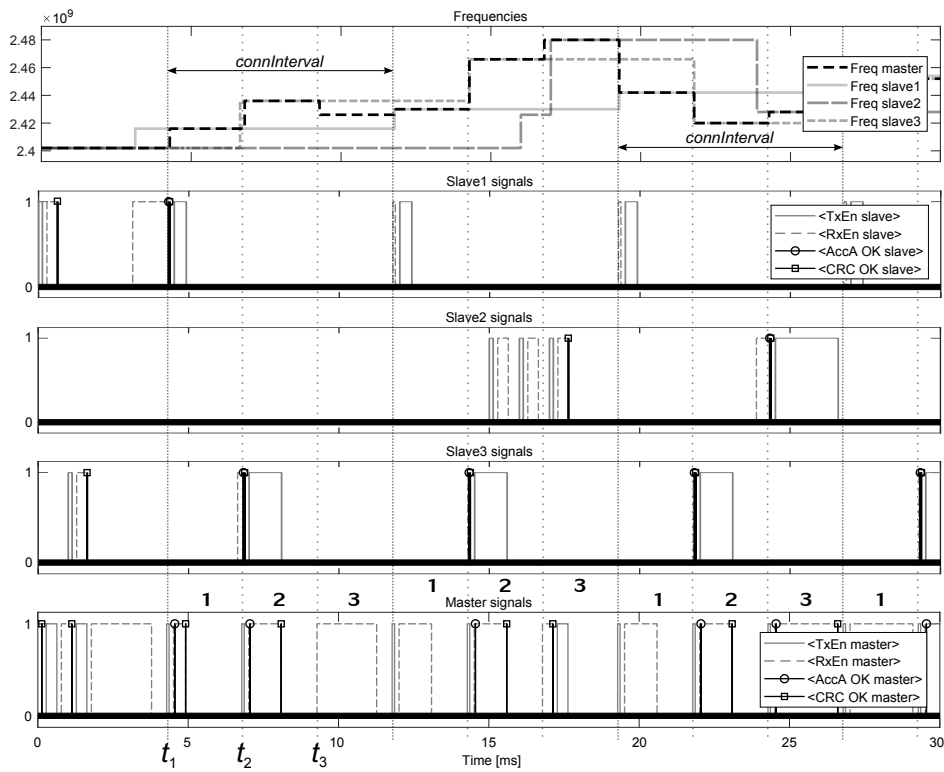 Frequencies
×10⁹
2.48
2.46
2.44
2.42
2.4
connInterval
connInterval
Freq master
Freq slave1
Freq slave2
Freq slave3
Slave1 signals
1
0
<TxEn slave>
<RxEn slave>
<AccA OK slave>
<CRC OK slave>
Slave2 signals
1
0
Slave3 signals
1
0
1 2 3 1 2 3 1 2 3 1
Master signals
1
0
<TxEn master>
<RxEn master>
<AccA OK master>
<CRC OK master>
0 5 10 15 20 25 30
t1 t2 t3
Time [ms]